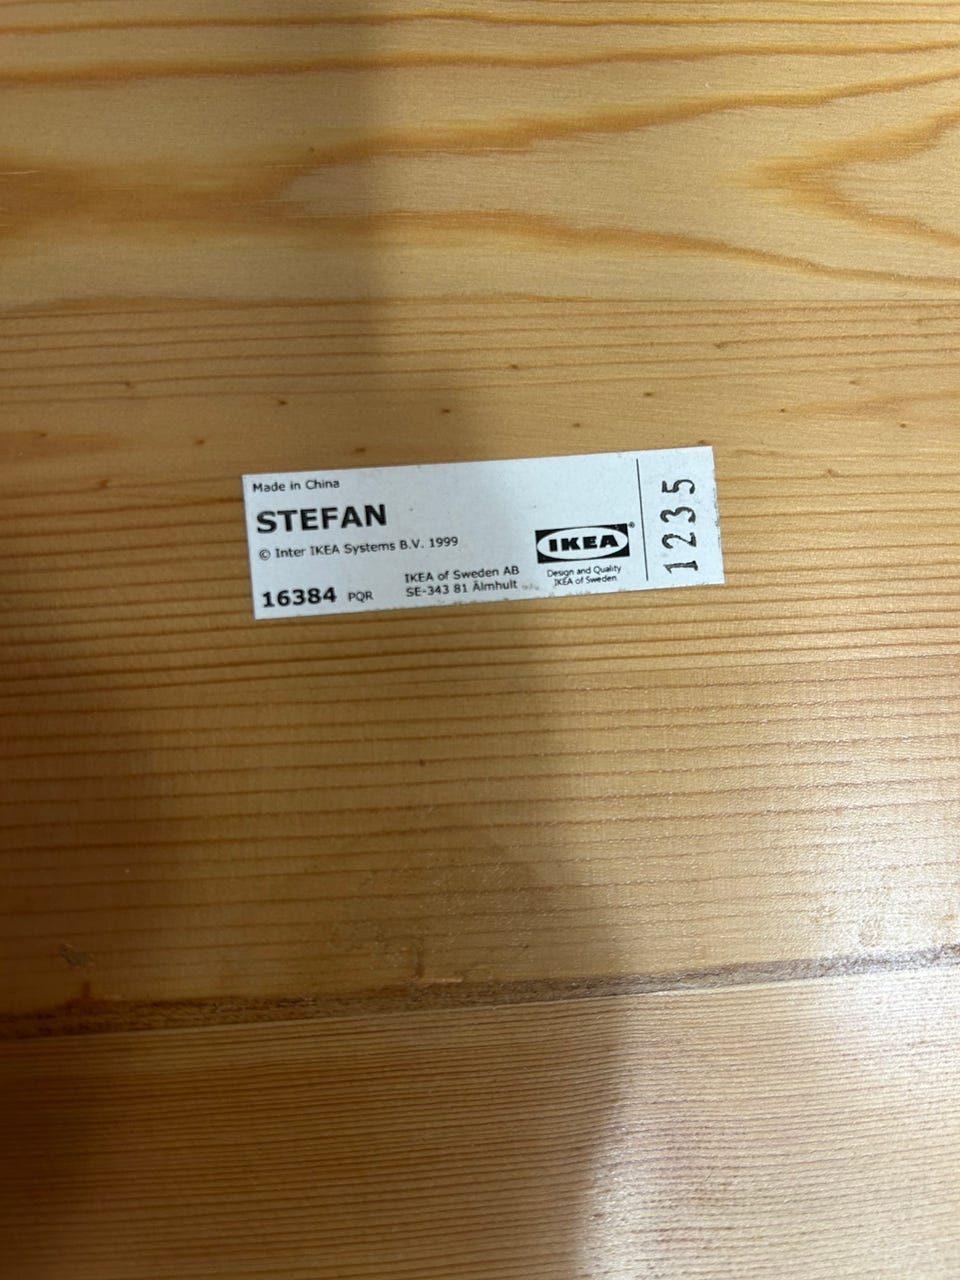 Made in China
STEFAN
© Inter IKEA Systems B.V. 1999
16384 PQR
IKEA of Sweden AB
SE-343 81 Älmhult
IKEA®
Design and Quality
IKEA of Sweden
1235